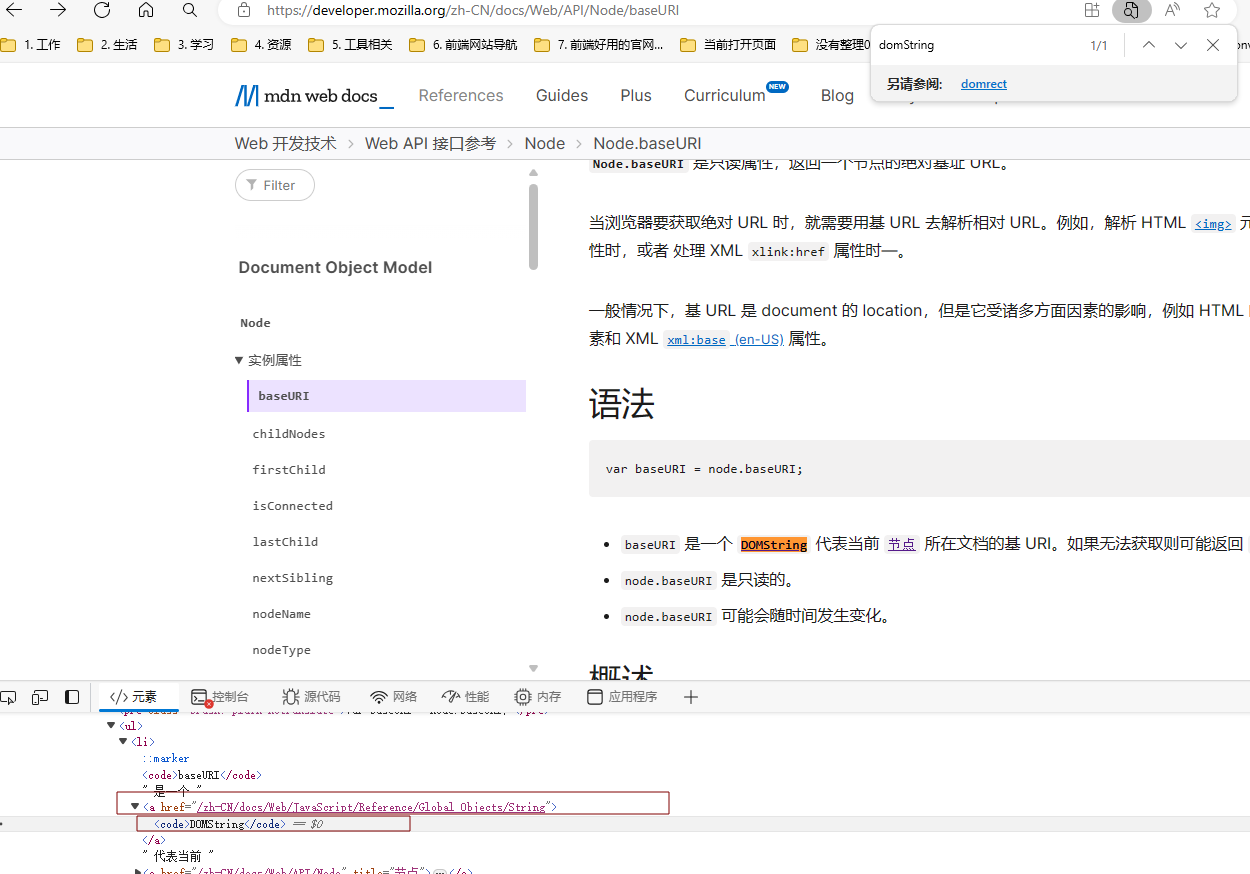 https://developer.mozilla.org/zh-CN/docs/Web/API/Node/baseURI
1. 工作 2. 生活 3. 学习 4. 资源 5. 工具相关 6. 前端网站导航 7. 前端好用的官网... 当前打开页面 没有整理
domString 1/1
另请参阅: domrect
mdn web docs References Guides Plus Curriculum NEW Blog
Web 开发技术 > Web API 接口参考 > Node > Node.baseURI
Node.baseURI 是只读属性，返回一个节点的绝对基址 URL。
Filter
当浏览器要获取绝对 URL 时，就需要用基 URL 去解析相对 URL。例如，解析 HTML <img> 元
性时，或者 处理 XML xlink:href 属性时一。
Document Object Model
一般情况下，基 URL 是 document 的 location，但是它受诸多方面因素的影响，例如 HTML
素和 XML xml:base (en-US) 属性。
Node
实例属性
baseURI
childNodes
firstChild
isConnected
lastChild
nextSibling
nodeName
nodeType
语法
var baseURI = node.baseURI;
baseURI 是一个 DOMString 代表当前 节点 所在文档的基 URI。如果无法获取则可能返回
node.baseURI 是只读的。
node.baseURI 可能会随时间发生变化。
概述
元素 控制台 源代码 网络 性能 内存 应用程序
<ul>
<li>
::marker
<code>baseURI</code>
" 是一个 "
<a href="/zh-CN/docs/Web/JavaScript/Reference/Global_Objects/String">
<code>DOMString</code> == $0
</a>
" 代表当前 "
<a href="/zh-CN/docs/Web/API/Node" title="节点">…</a>